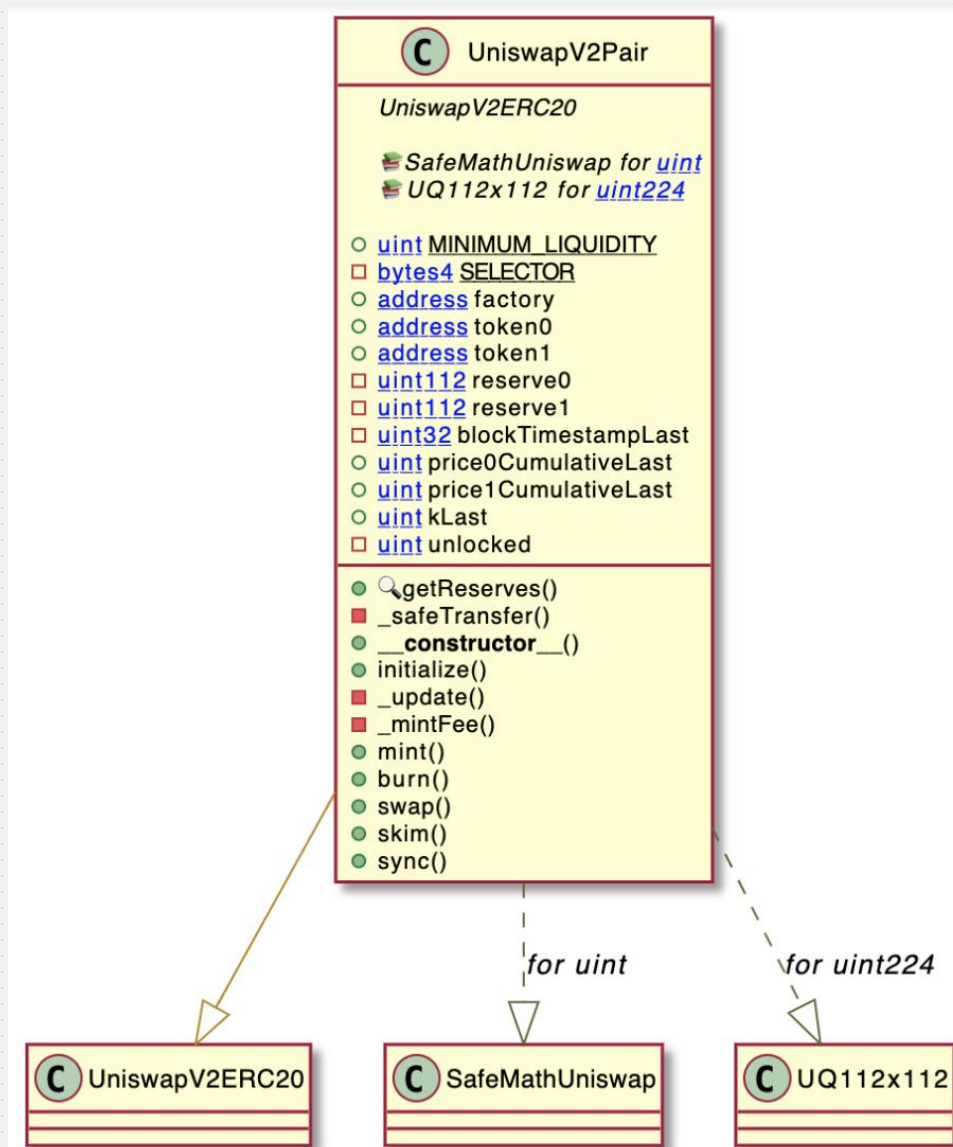 C UniswapV2Pair
UniswapV2ERC20
SafeMathUniswap for uint
UQ112x112 for uint224
uint MINIMUM_LIQUIDITY
bytes4 SELECTOR
address factory
address token0
address token1
uint112 reserve0
uint112 reserve1
uint32 blockTimestampLast
uint price0CumulativeLast
uint price1CumulativeLast
uint kLast
uint unlocked
getReserves()
_safeTransfer()
__constructor__()
initialize()
_update()
_mintFee()
mint()
burn()
swap()
skim()
sync()
for uint
for uint224
C UniswapV2ERC20
C SafeMathUniswap
C UQ112x112